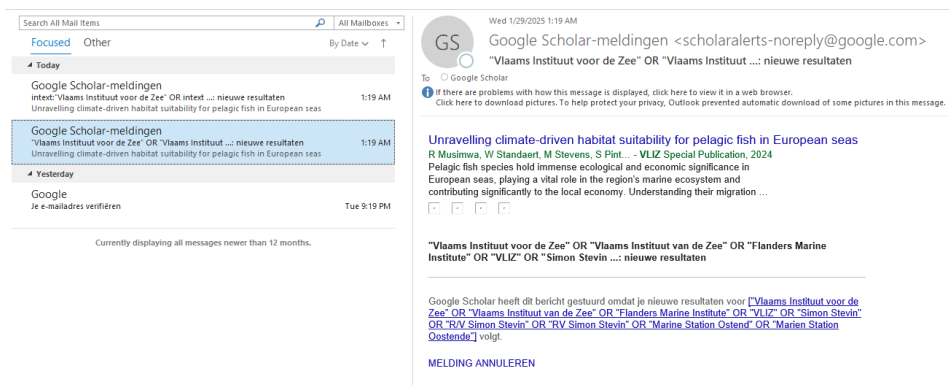 Search All Mail Items
All Mailboxes
Focused Other
By Date
Today
Google Scholar-meldingen
intext:"Vlaams Instituut voor de Zee" OR intext ...: nieuwe resultaten 1:19 AM
Unravelling climate-driven habitat suitability for pelagic fish in European seas
Google Scholar-meldingen
"Vlaams Instituut voor de Zee" OR "Vlaams Instituut ...: nieuwe resultaten 1:19 AM
Unravelling climate-driven habitat suitability for pelagic fish in European seas
Yesterday
Google
Je e-mailadres verifiëren Tue 9:19 PM
Currently displaying all messages newer than 12 months.
GS
Wed 1/29/2025 1:19 AM
Google Scholar-meldingen <scholaralerts-noreply@google.com>
"Vlaams Instituut voor de Zee" OR "Vlaams Instituut ...: nieuwe resultaten
To Google Scholar
If there are problems with how this message is displayed, click here to view it in a web browser.
Click here to download pictures. To help protect your privacy, Outlook prevented automatic download of some pictures in this message.
Unravelling climate-driven habitat suitability for pelagic fish in European seas
R Musimwa, W Standaert, M Stevens, S Pint... - VLIZ Special Publication, 2024
Pelagic fish species hold immense ecological and economic significance in
European seas, playing a vital role in the region's marine ecosystem and
contributing significantly to the local economy. Understanding their migration ...
"Vlaams Instituut voor de Zee" OR "Vlaams Instituut van de Zee" OR "Flanders Marine
Institute" OR "VLIZ" OR "Simon Stevin ...: nieuwe resultaten
Google Scholar heeft dit bericht gestuurd omdat je nieuwe resultaten voor ["Vlaams Instituut voor de
Zee" OR "Vlaams Instituut van de Zee" OR "Flanders Marine Institute" OR "VLIZ" OR "Simon Stevin"
OR "R/V Simon Stevin" OR "RV Simon Stevin" OR "Marine Station Ostend" OR "Marien Station
Oostende"] volgt.
MELDING ANNULEREN